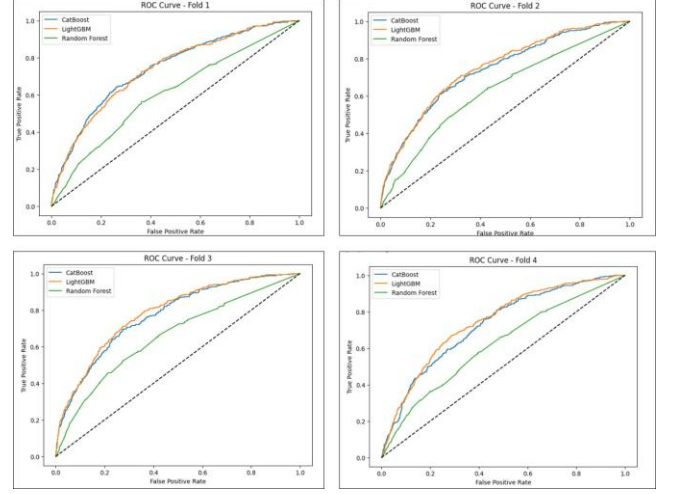 ROC Curve - Fold 1
CatBoost
LightGBM
Random Forest
1.0
0.8
0.6
0.4
0.2
0.0
True Positive Rate
0.0 0.2 0.4 0.6 0.8 1.0
False Positive Rate
ROC Curve - Fold 2
CatBoost
LightGBM
Random Forest
1.0
0.8
0.6
0.4
0.2
0.0
True Positive Rate
0.0 0.2 0.4 0.6 0.8 1.0
False Positive Rate
ROC Curve - Fold 3
CatBoost
LightGBM
Random Forest
1.0
0.8
0.6
0.4
0.2
0.0
True Positive Rate
0.0 0.2 0.4 0.6 0.8 1.0
False Positive Rate
ROC Curve - Fold 4
CatBoost
LightGBM
Random Forest
1.0
0.8
0.6
0.4
0.2
0.0
True Positive Rate
0.0 0.2 0.4 0.6 0.8 1.0
False Positive Rate